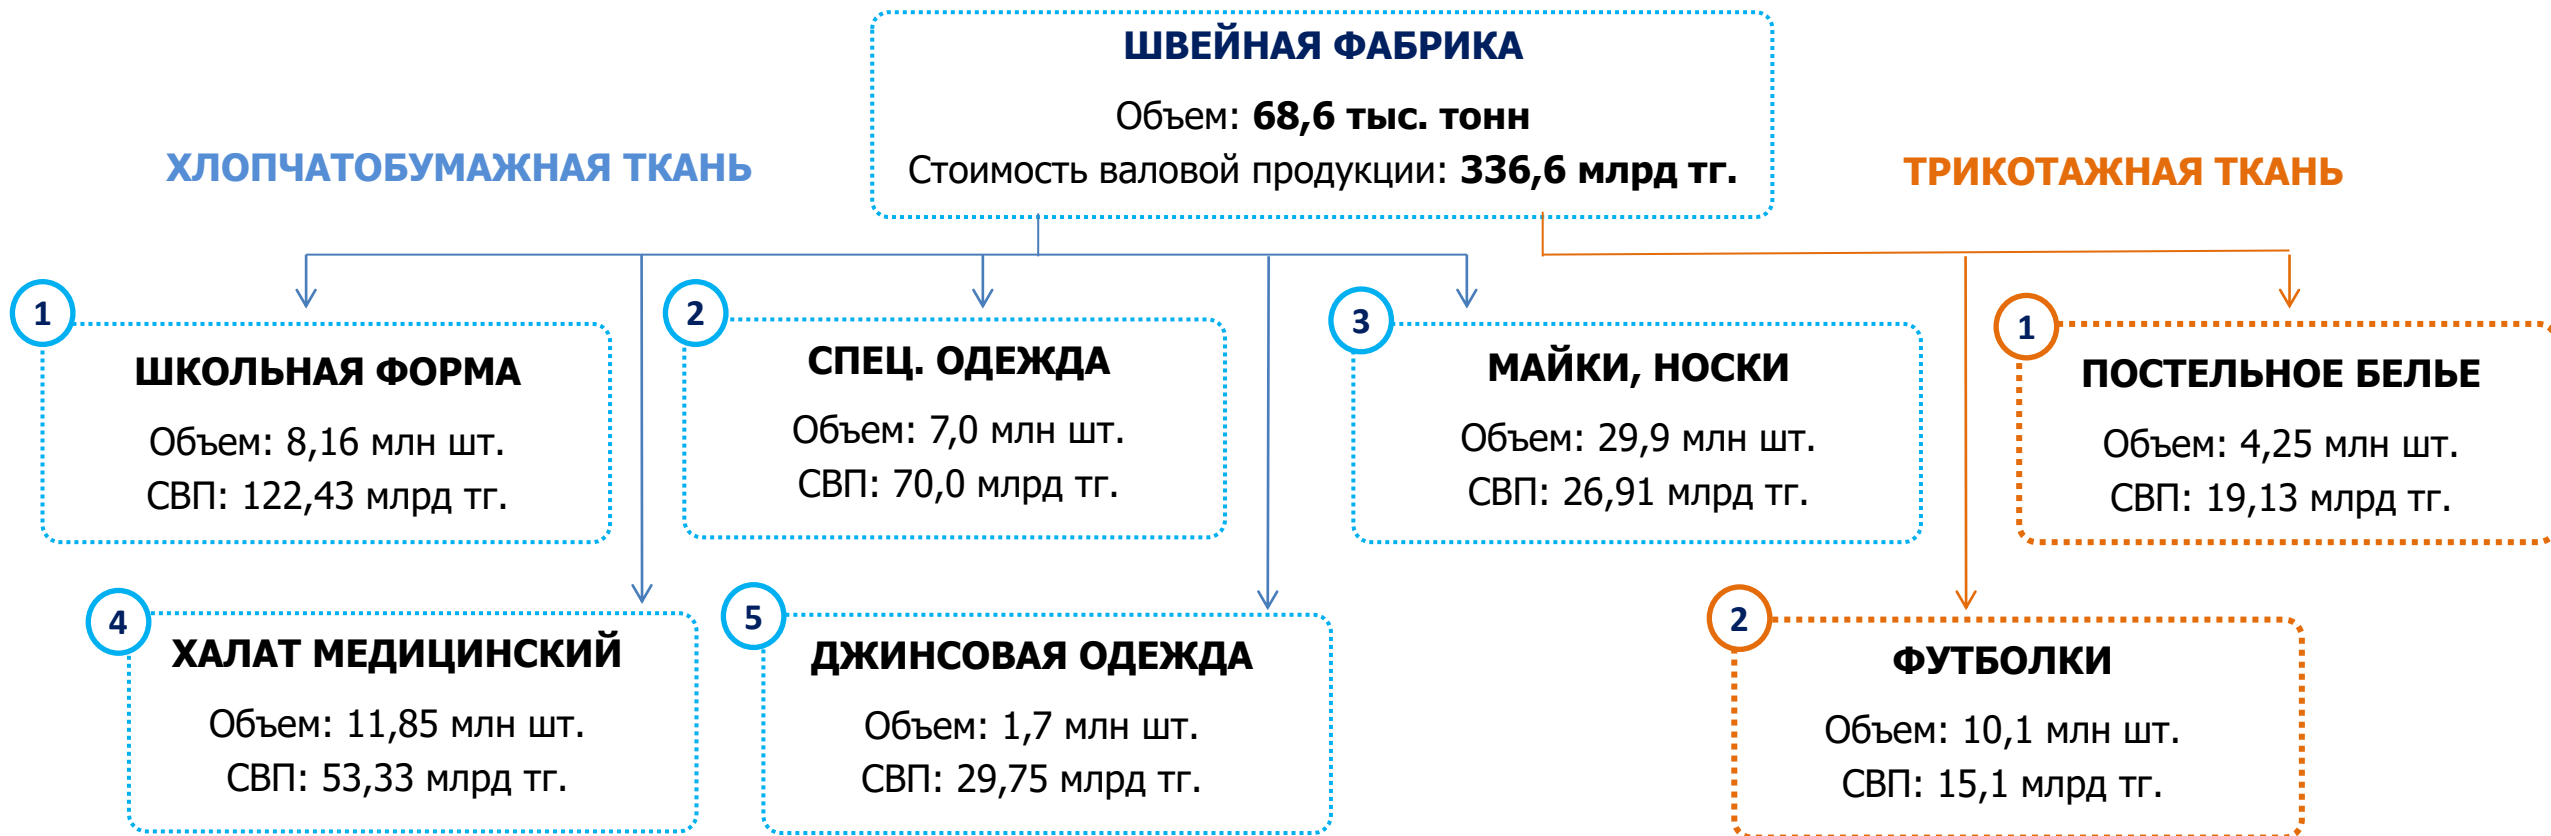 ШВЕЙНАЯ ФАБРИКА
Объем: 68,6 тыс. тонн
Стоимость валовой продукции: 336,6 млрд тг.
ХЛОПЧАТОБУМАЖНАЯ ТКАНЬ
ТРИКОТАЖНАЯ ТКАНЬ
1
ШКОЛЬНАЯ ФОРМА
Объем: 8,16 млн шт.
СВП: 122,43 млрд тг.
2
СПЕЦ. ОДЕЖДА
Объем: 7,0 млн шт.
СВП: 70,0 млрд тг.
3
МАЙКИ, НОСКИ
Объем: 29,9 млн шт.
СВП: 26,91 млрд тг.
1
ПОСТЕЛЬНОЕ БЕЛЬЕ
Объем: 4,25 млн шт.
СВП: 19,13 млрд тг.
4
ХАЛАТ МЕДИЦИНСКИЙ
Объем: 11,85 млн шт.
СВП: 53,33 млрд тг.
5
ДЖИНСОВАЯ ОДЕЖДА
Объем: 1,7 млн шт.
СВП: 29,75 млрд тг.
2
ФУТБОЛКИ
Объем: 10,1 млн шт.
СВП: 15,1 млрд тг.